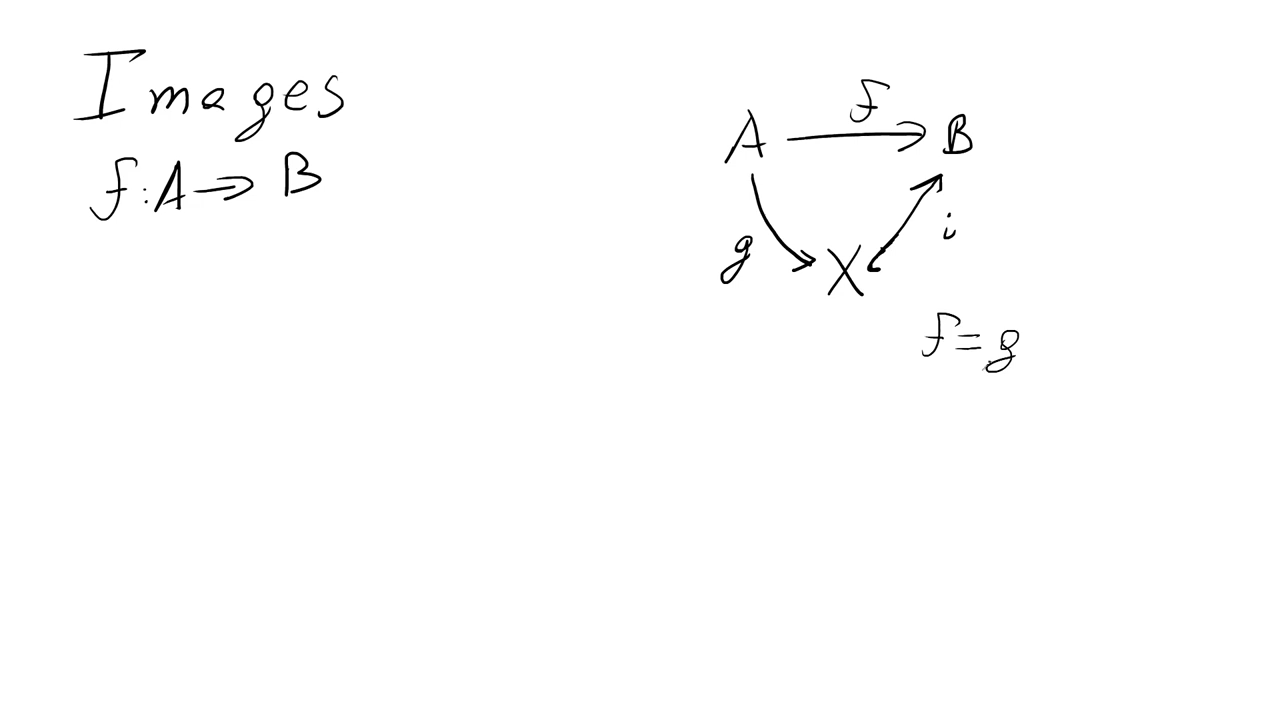 Images
f: A → B
f
A → B
g
i
X
f = g